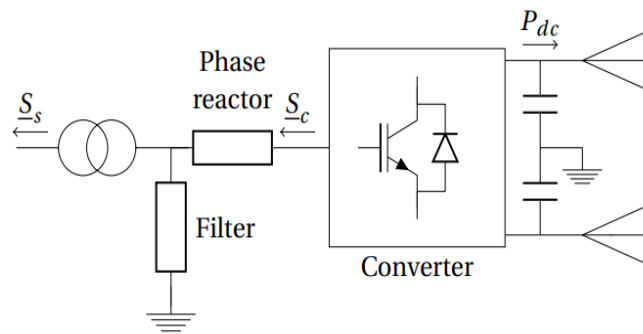 P_dc
Phase
reactor
S_s
S_c
Filter
Converter